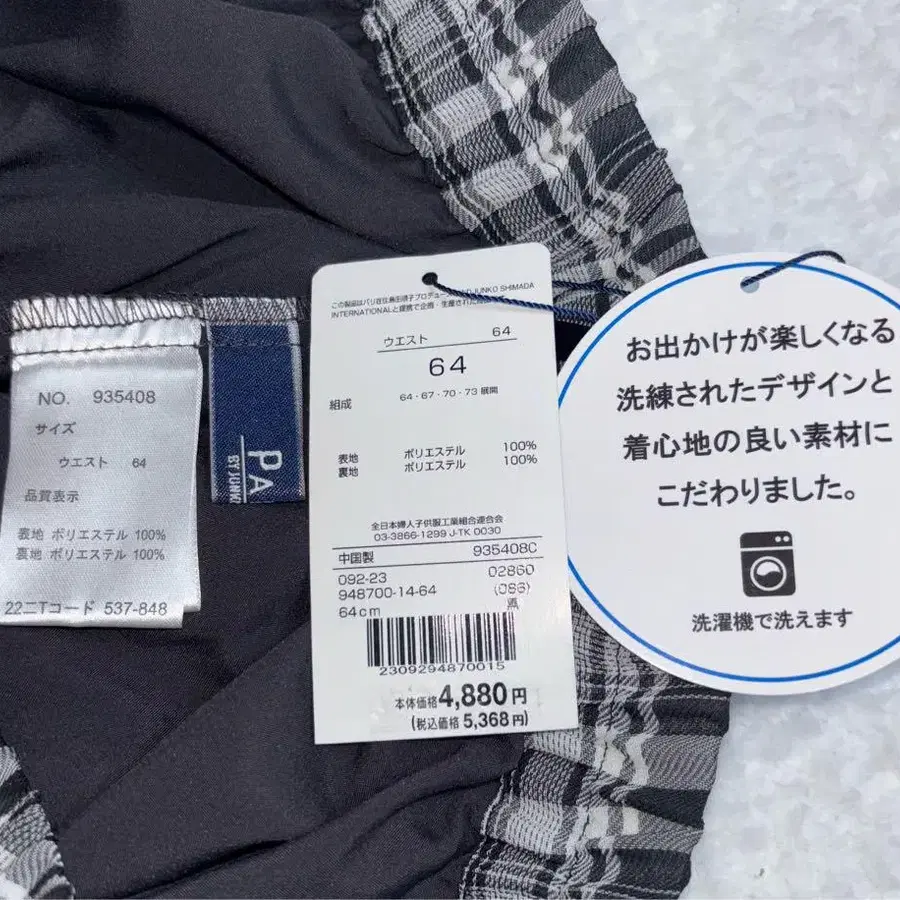 NO. 935408
サイズ
ウエスト 64
品質表示
表地 ポリエステル 100%
裏地 ポリエステル 100%
22ニTコード 537-848
PA
BY JUNK
この製品はパリ在住島田順子プロデュース JUNKO SHIMADA
INTERNATIONALと提携で企画・生産された
ウエスト 64
64
64・67・70・73 展開
組成
表地 ポリエステル 100%
裏地 ポリエステル 100%
全日本婦人子供服工業組合連合会
03-3866-1299 J-TK 0030
中国製 935408C
092-23 02860
948700-14-64 (086)
64cm 黒
2309294870015
本体価格4,880円
(税込価格 5,368円)
お出かけが楽しくなる
洗練されたデザインと
着心地の良い素材に
こだわりました。
洗濯機で洗えます